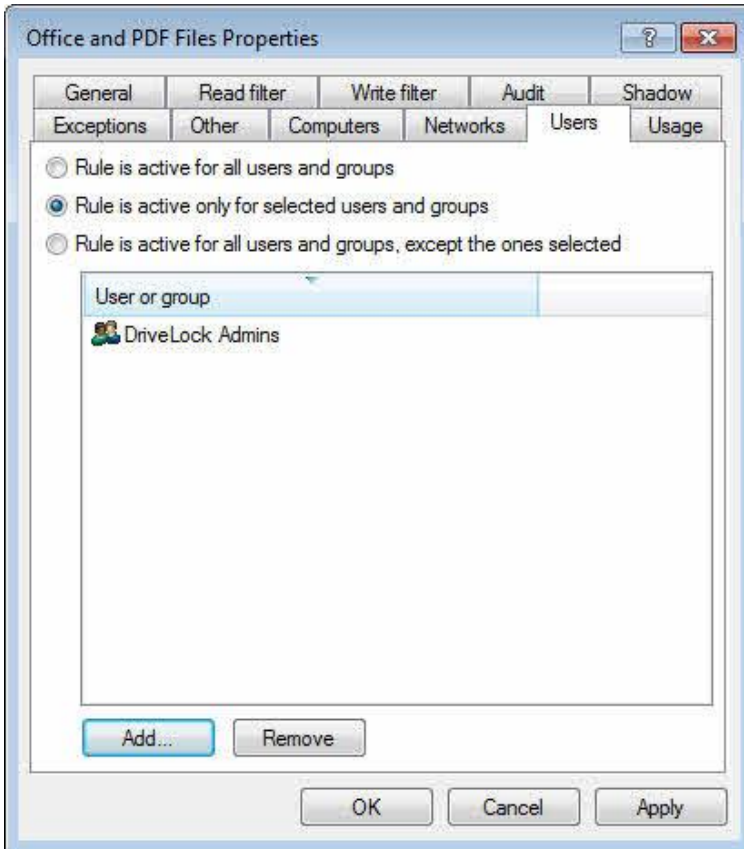 Office and PDF Files Properties
General Read filter Write filter Audit Shadow
Exceptions Other Computers Networks Users Usage
Rule is active for all users and groups
Rule is active only for selected users and groups
Rule is active for all users and groups, except the ones selected
User or group
DriveLock Admins
Add... Remove
OK Cancel Apply